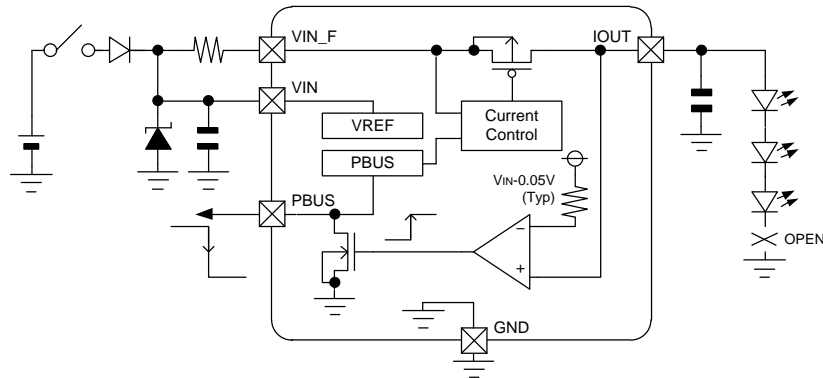 VIN_F
IOUT
VIN
VREF
Current
Control
PBUS
VIN-0.05V
(Typ)
PBUS
−
+
OPEN
GND